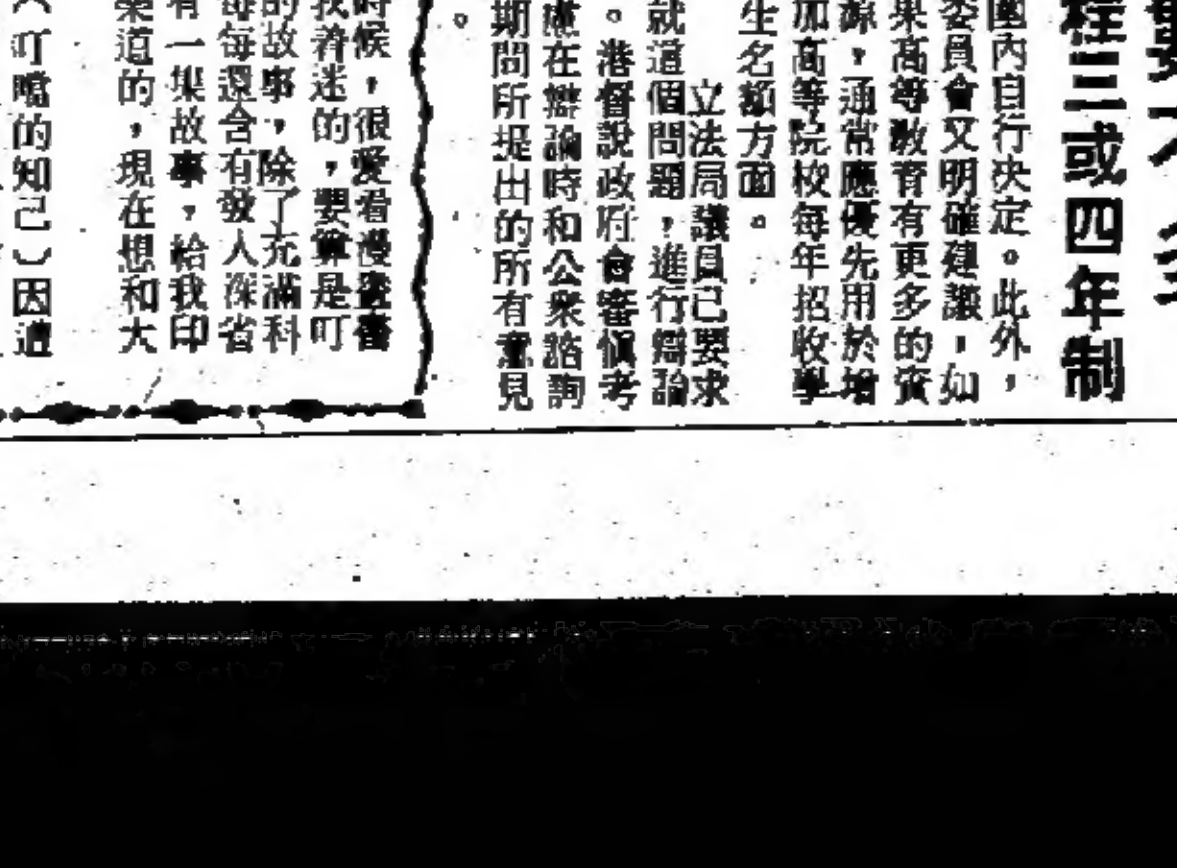 程三或四年制
圍內自行决定。此外，
委員會又明確建議，如
果高等教育有更多的資
源，通常應優先用於增
加高等院校每年招收學
生名額方面。
立法局議員已要求
就這個問題，進行辯論
。港督說政府會審慎考
慮在辯論時和公衆諮詢
期間所提出的所有意見
。
時候，很愛看漫畫書
我着迷的，要算是叮
的故事，除了充滿科
每每還含有發人深省
有一集故事，給我印
樂道的，現在想和大
（叮噹的知己）因遭